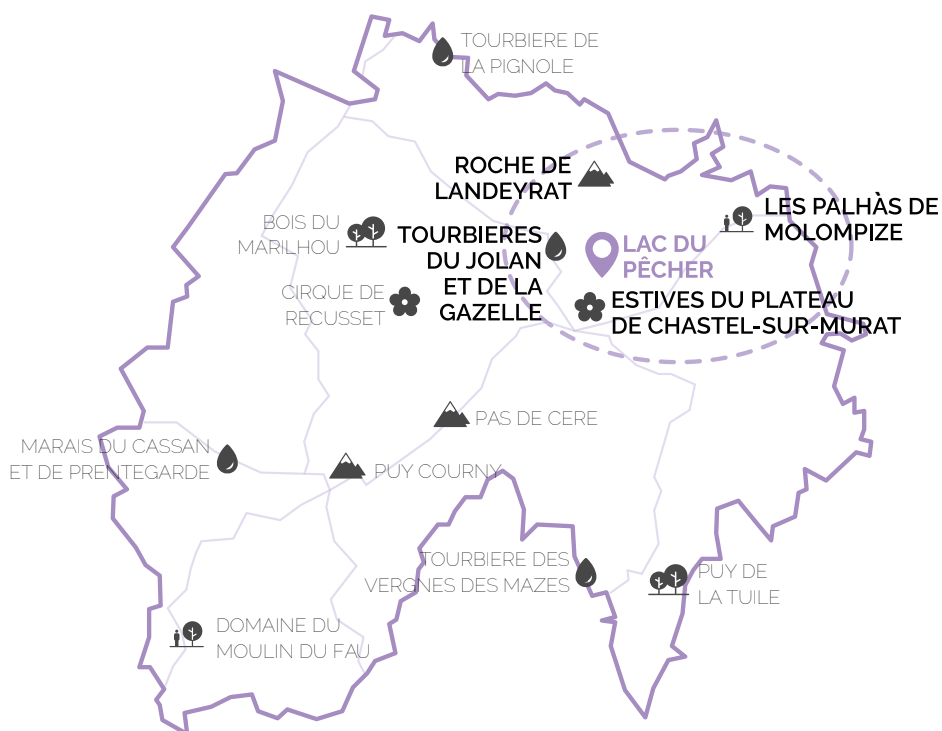 TOURBIERE DE
LA PIGNOLE
ROCHE DE
LANDEYRAT
LES PALHÀS DE
MOLOMPIZE
BOIS DU
MARILHOU
TOURBIERES
DU JOLAN
ET DE LA
GAZELLE
LAC DU
PÊCHER
CIRQUE DE
RECUSSET
ESTIVES DU PLATEAU
DE CHASTEL-SUR-MURAT
PAS DE CERE
MARAIS DU CASSAN
ET DE PRENTEGARDE
PUY COURNY
TOURBIERE DES
VERGNES DES MAZES
PUY DE
LA TUILE
DOMAINE DU
MOULIN DU FAU